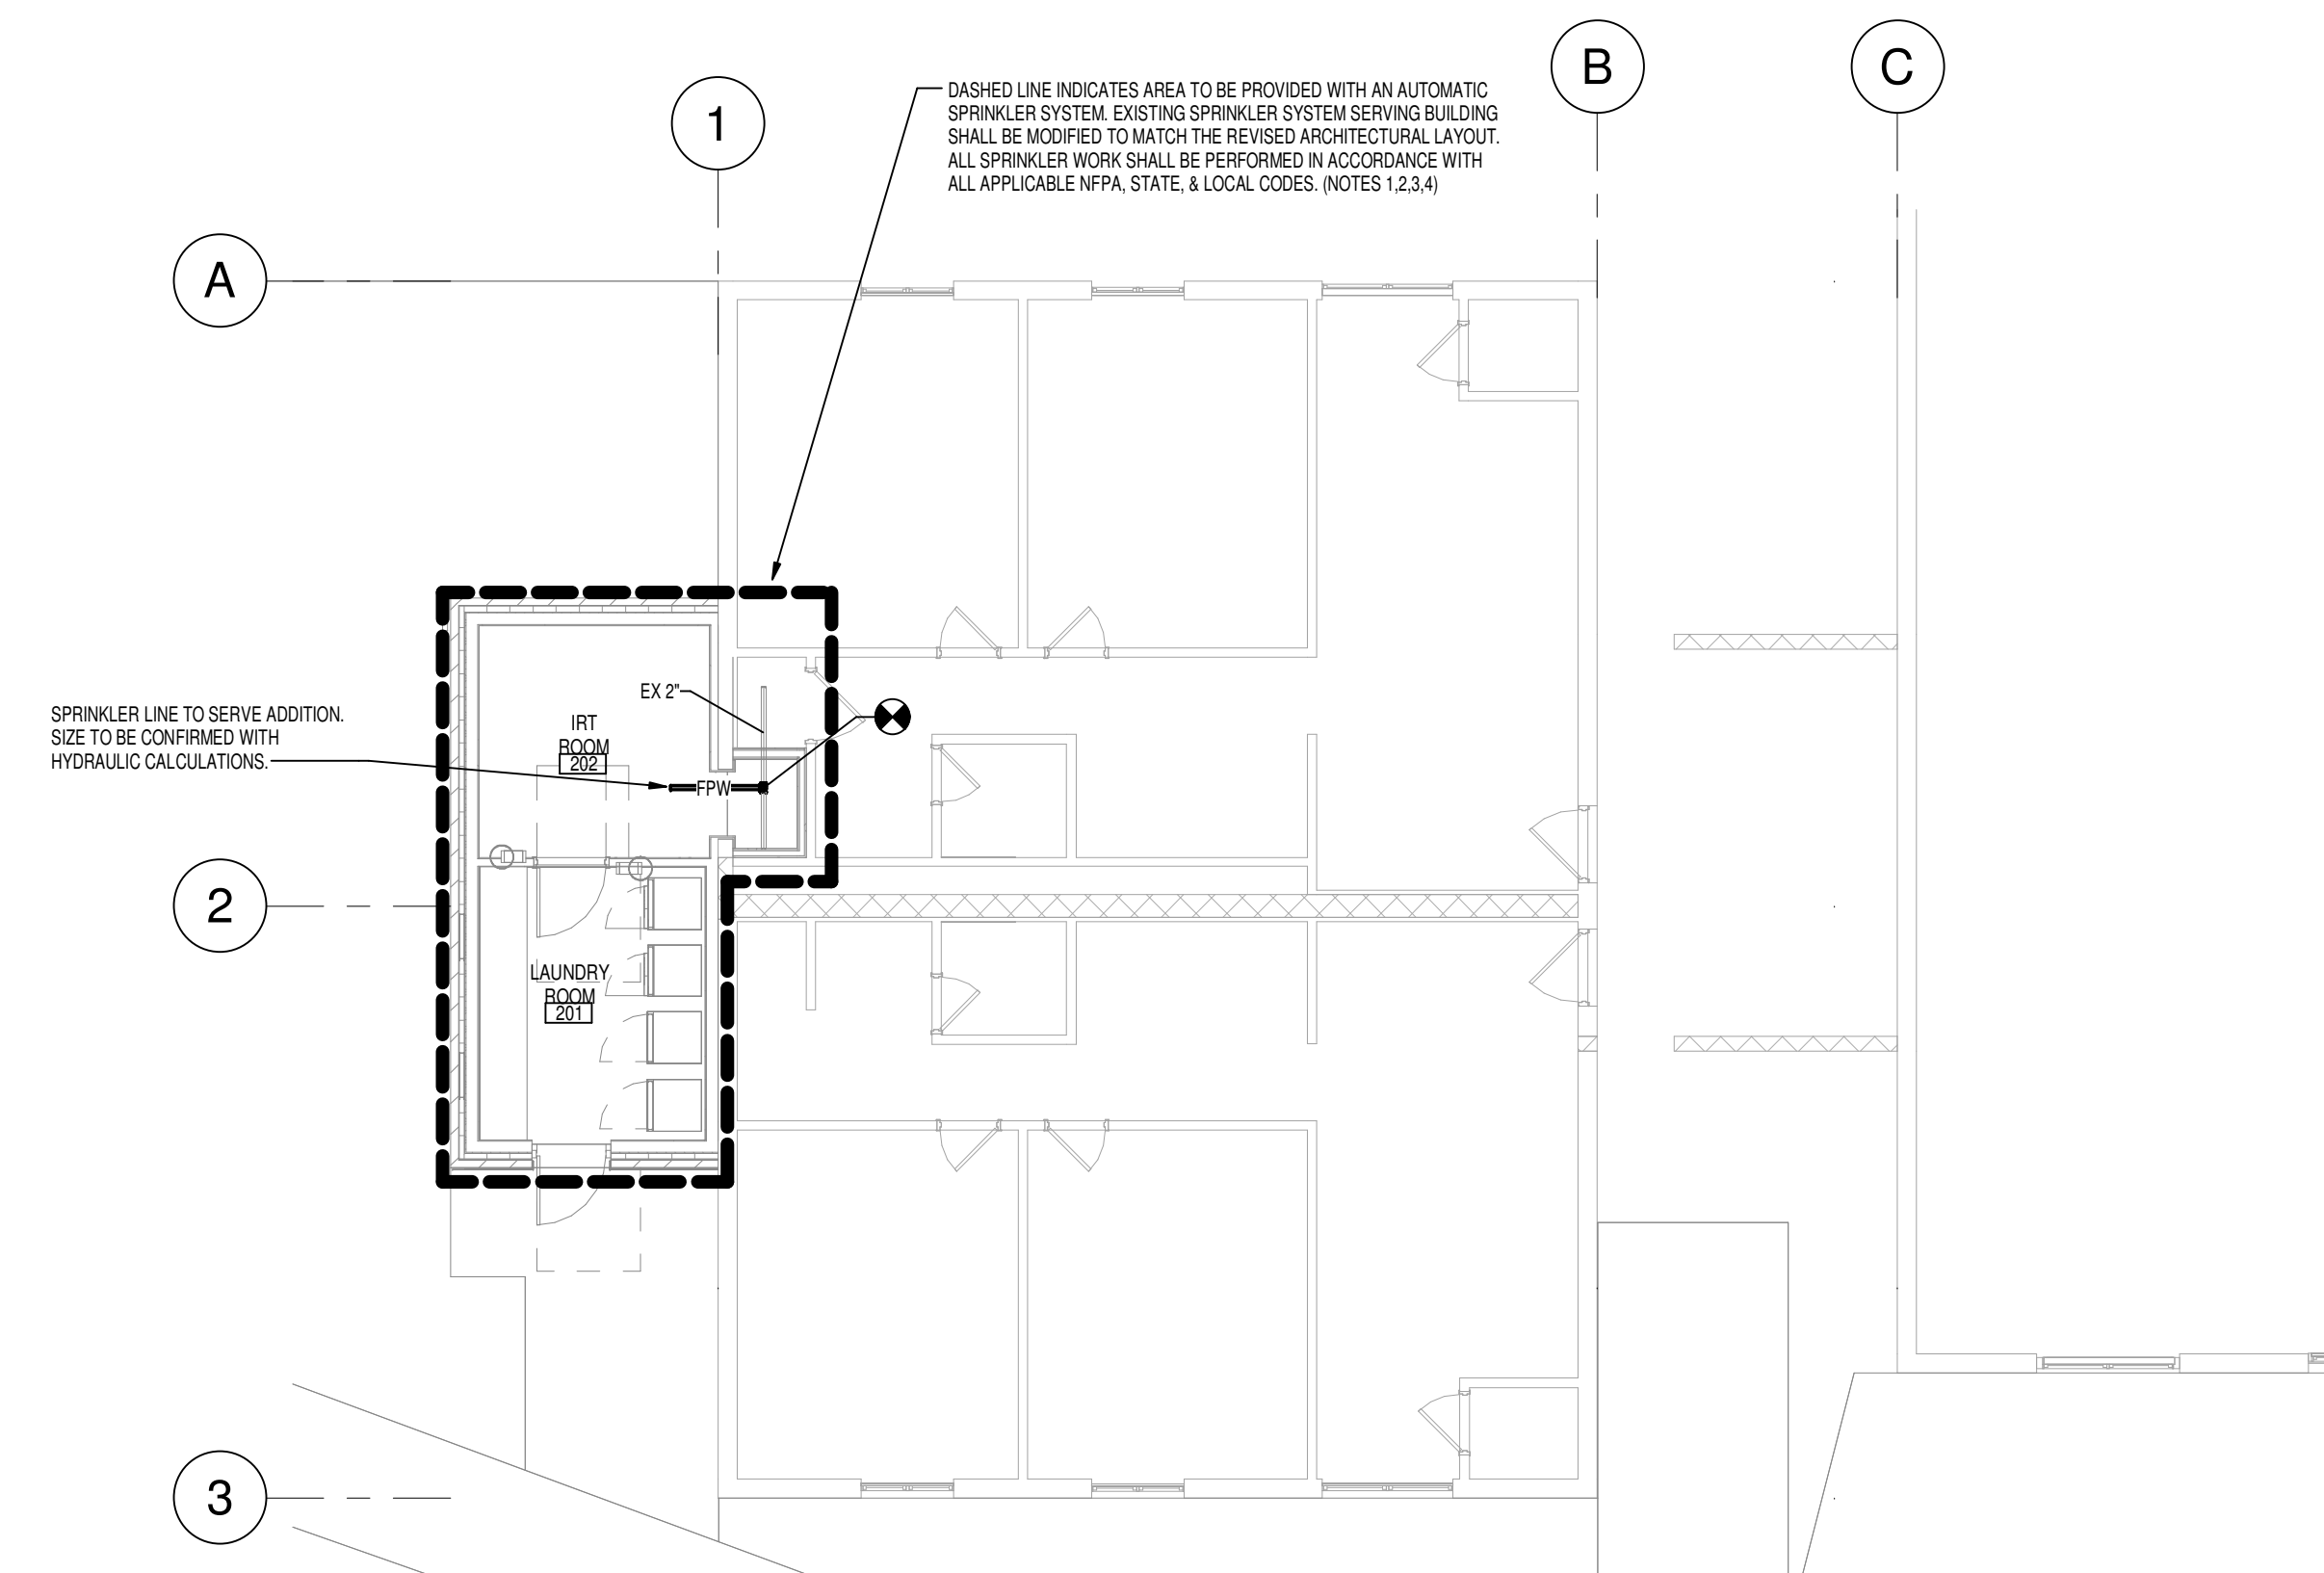 B
C
1
DASHED LINE INDICATES AREA TO BE PROVIDED WITH AN AUTOMATIC
SPRINKLER SYSTEM. EXISTING SPRINKLER SYSTEM SERVING BUILDING
SHALL BE MODIFIED TO MATCH THE REVISED ARCHITECTURAL LAYOUT.
ALL SPRINKLER WORK SHALL BE PERFORMED IN ACCORDANCE WITH
ALL APPLICABLE NFPA, STATE, & LOCAL CODES. (NOTES 1,2,3,4)
A
EX 2"
SPRINKLER LINE TO SERVE ADDITION.
SIZE TO BE CONFIRMED WITH
HYDRAULIC CALCULATIONS.
IRT
ROOM
202
FPW
2
LAUNDRY
ROOM
201
3